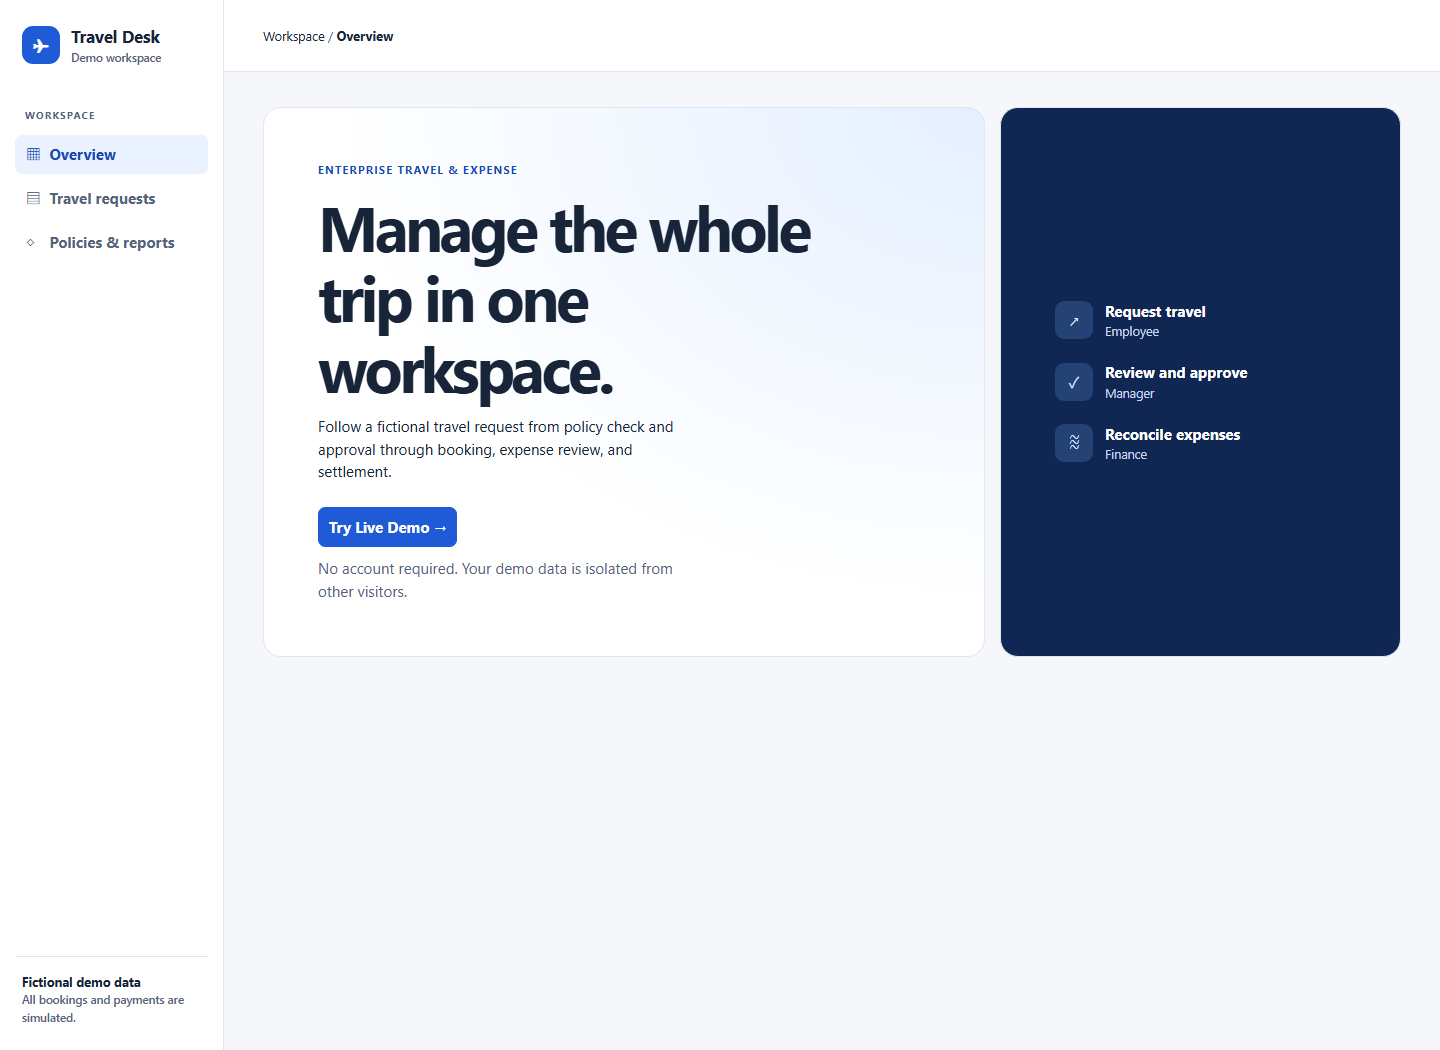 Travel Desk
Demo workspace
WORKSPACE
Overview
Travel requests
Policies & reports
Fictional demo data
All bookings and payments are
simulated.
Workspace / Overview
ENTERPRISE TRAVEL & EXPENSE
Manage the whole
trip in one
workspace.
Follow a fictional travel request from policy check and
approval through booking, expense review, and
settlement.
Try Live Demo →
No account required. Your demo data is isolated from
other visitors.
Request travel
Employee
Review and approve
Manager
Reconcile expenses
Finance